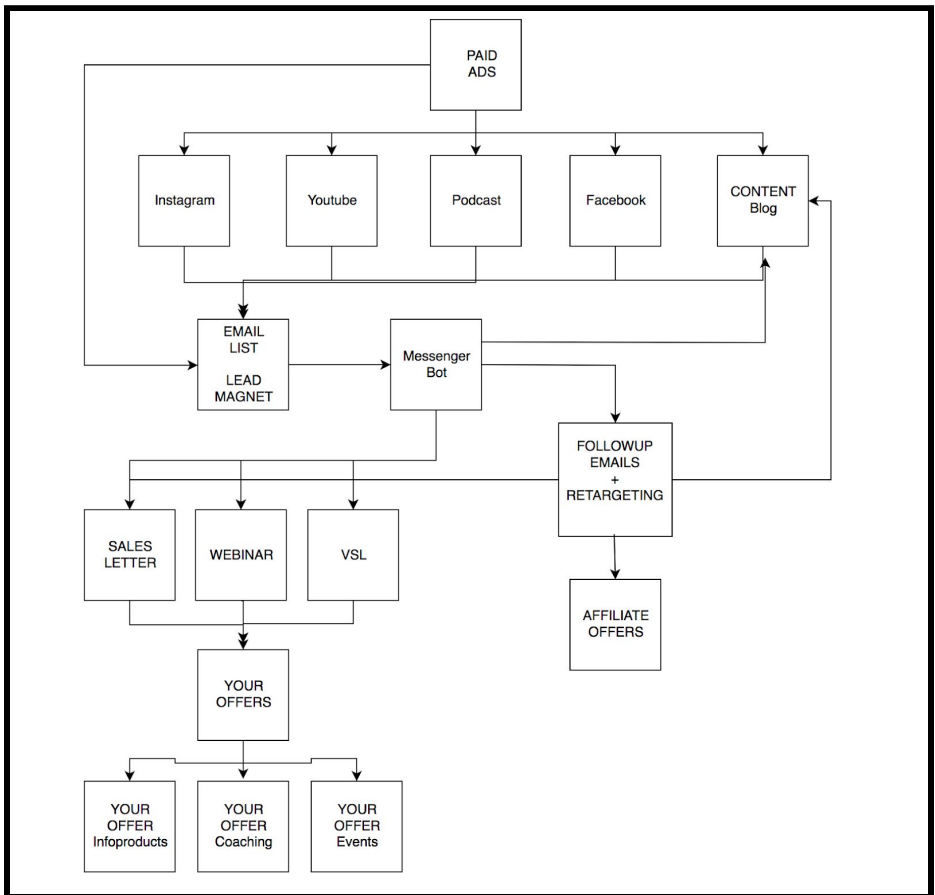 PAID
ADS
Instagram
Youtube
Podcast
Facebook
CONTENT
Blog
EMAIL
LIST
LEAD
MAGNET
Messenger
Bot
FOLLOWUP
EMAILS
+
RETARGETING
SALES
LETTER
WEBINAR
VSL
AFFILIATE
OFFERS
YOUR
OFFERS
YOUR
OFFER
Infoproducts
YOUR
OFFER
Coaching
YOUR
OFFER
Events